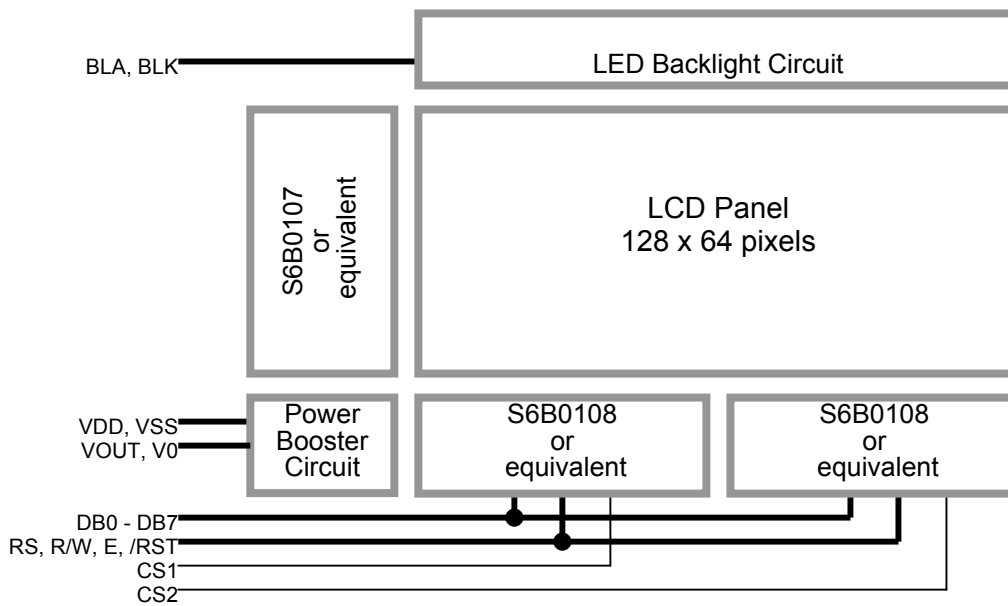 BLA, BLK
LED Backlight Circuit
S6B0107
or
equivalent
LCD Panel
128 x 64 pixels
VDD, VSS
VOUT, V0
Power
Booster
Circuit
S6B0108
or
equivalent
S6B0108
or
equivalent
DB0 - DB7
RS, R/W, E, /RST
CS1
CS2